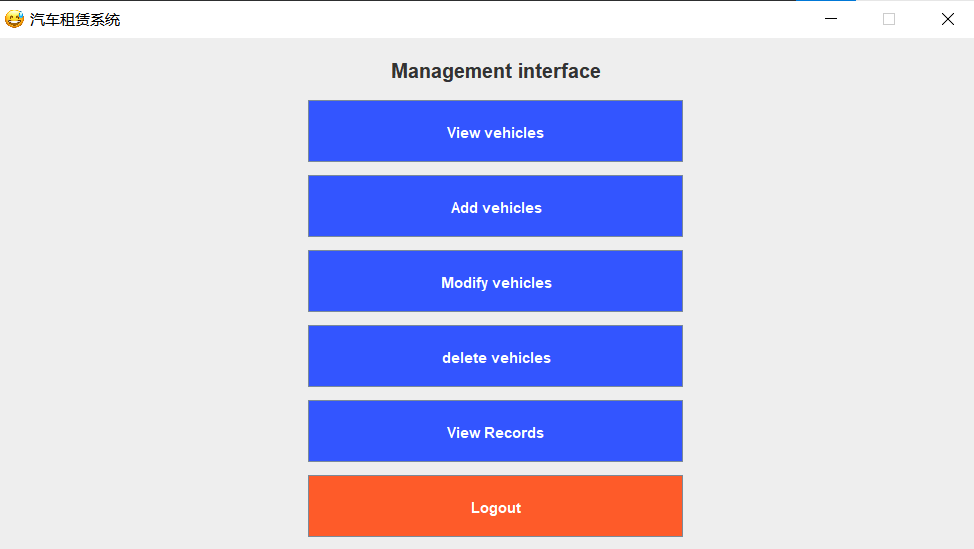 汽车租赁系统
Management interface
View vehicles
Add vehicles
Modify vehicles
delete vehicles
View Records
Logout